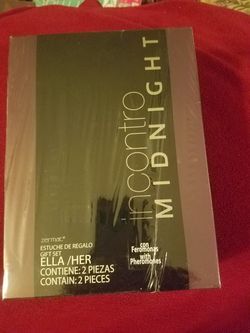 incontro
MIDNIGHT
zermat
ESTUCHE DE REGALO
GIFT SET
ELLA /HER
CONTIENE: 2 PIEZAS
CONTAIN: 2 PIECES
con
Feromonas
with
Pheromones